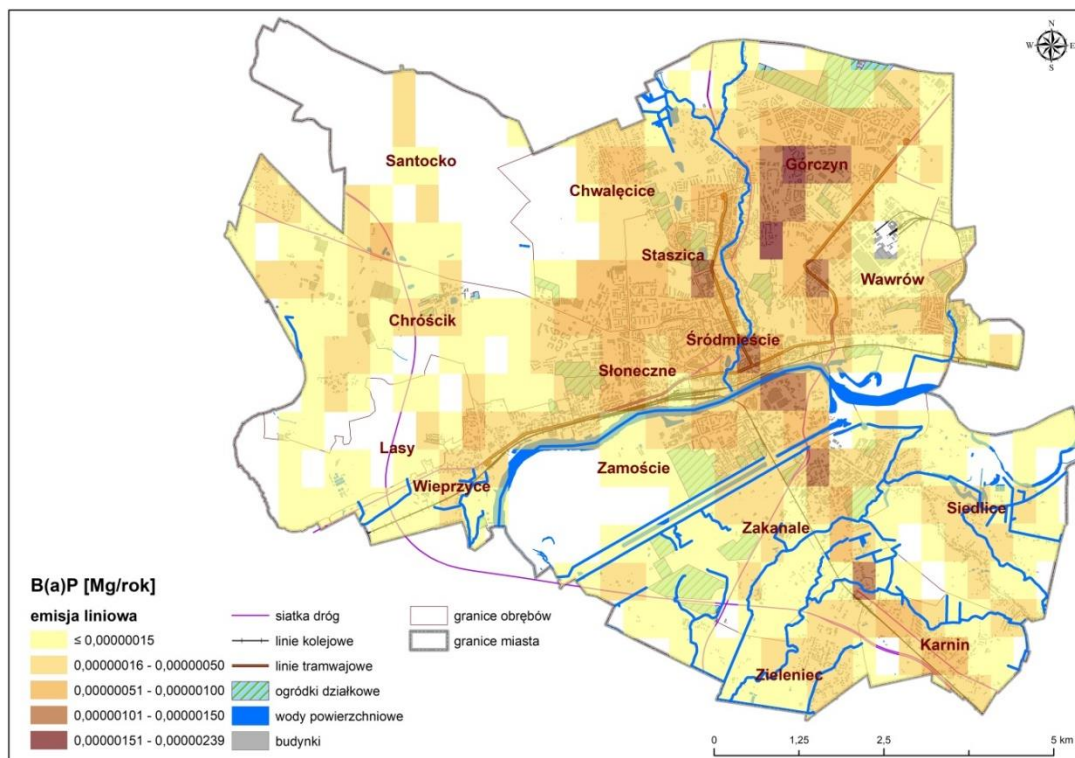 N
W E
S
Santocko
Górczyn
Chwalęcice
Staszica
Wawrów
Chróścik
Śródmieście
Słoneczne
Lasy
Zamoście
Wieprzyce
Siedlice
Zakanale
Karnin
Zieleniec
B(a)P [Mg/rok]
emisja liniowa
≤ 0,00000015
0,00000016 - 0,00000050
0,00000051 - 0,00000100
0,00000101 - 0,00000150
0,00000151 - 0,00000239
siatka dróg
linie kolejowe
linie tramwajowe
ogródki działkowe
wody powierzchniowe
budynki
granice obrębów
granice miasta
0 1,25 2,5 5 km